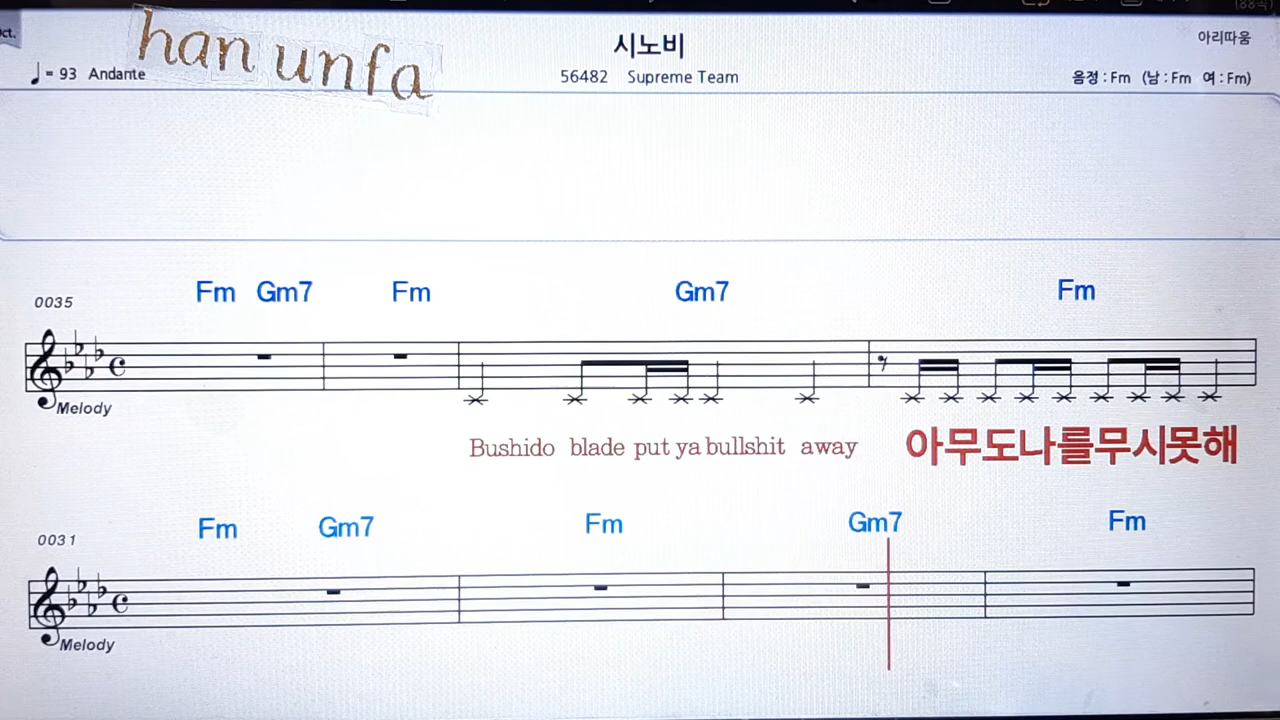 ct.
han unfa
시노비
아리따움
♩= 93 Andante
56482 Supreme Team
음정 : Fm (남 : Fm 여 : Fm)
Fm Gm7 Fm Gm7 Fm
0035
Melody
Bushido blade put ya bullshit away 아무도나를무시못해
Fm Gm7 Fm Gm7 Fm
0031
Melody